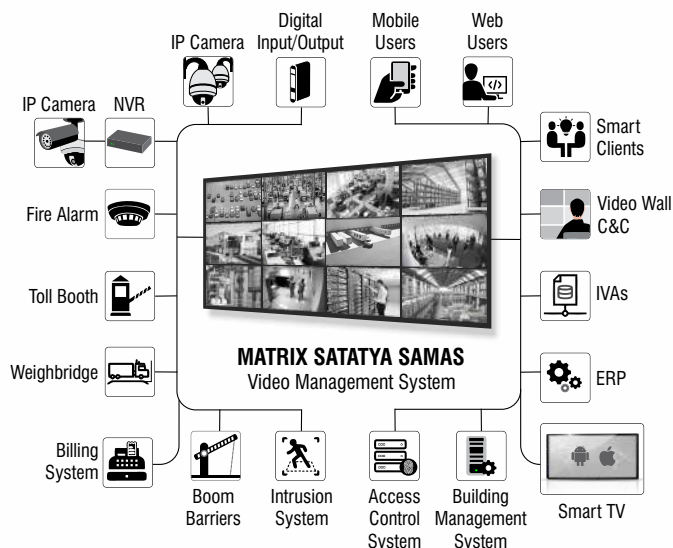 Digital
Input/Output
Mobile
Users
Web
Users
IP Camera
IP Camera
NVR
Smart
Clients
Fire Alarm
Video Wall
C&C
Toll Booth
IVAs
MATRIX SATATYA SAMAS
Video Management System
Weighbridge
ERP
Billing
System
Boom
Barriers
Intrusion
System
Access
Control
System
Building
Management
System
Smart TV